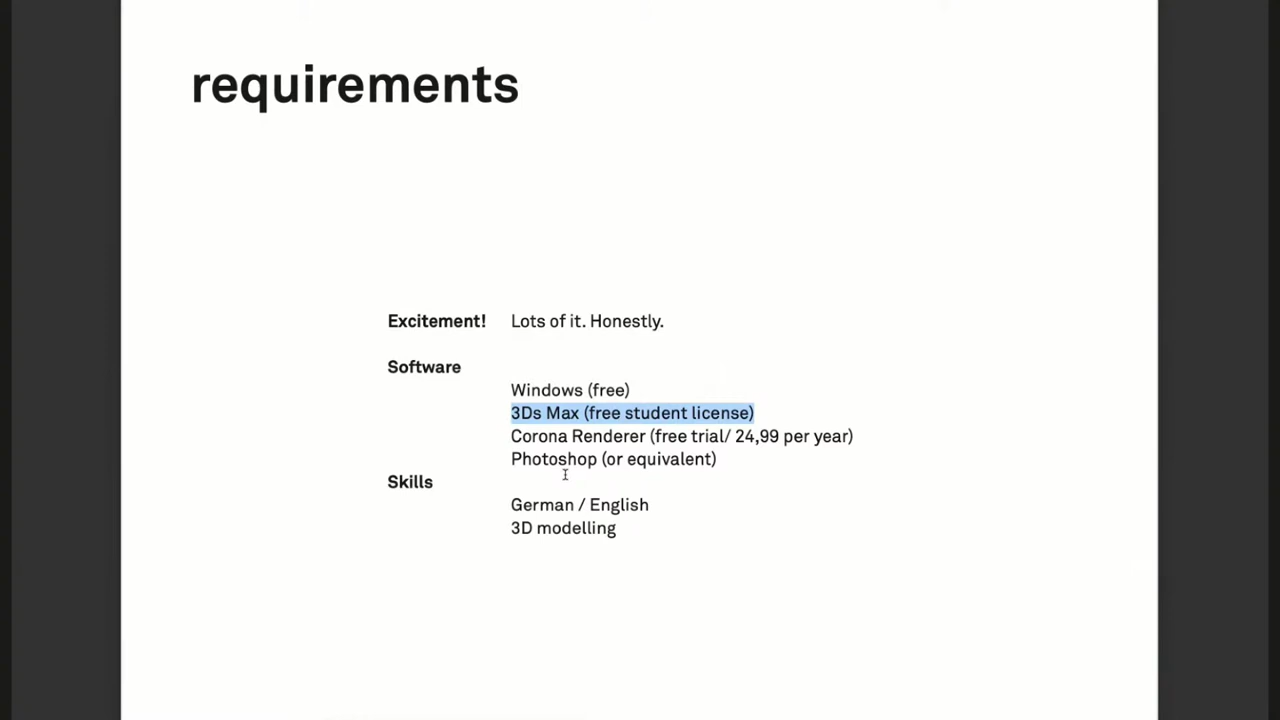 requirements
Excitement! Lots of it. Honestly.
Software
Windows (free)
3Ds Max (free student license)
Corona Renderer (free trial/ 24,99 per year)
Photoshop (or equivalent)
Skills
German / English
3D modelling